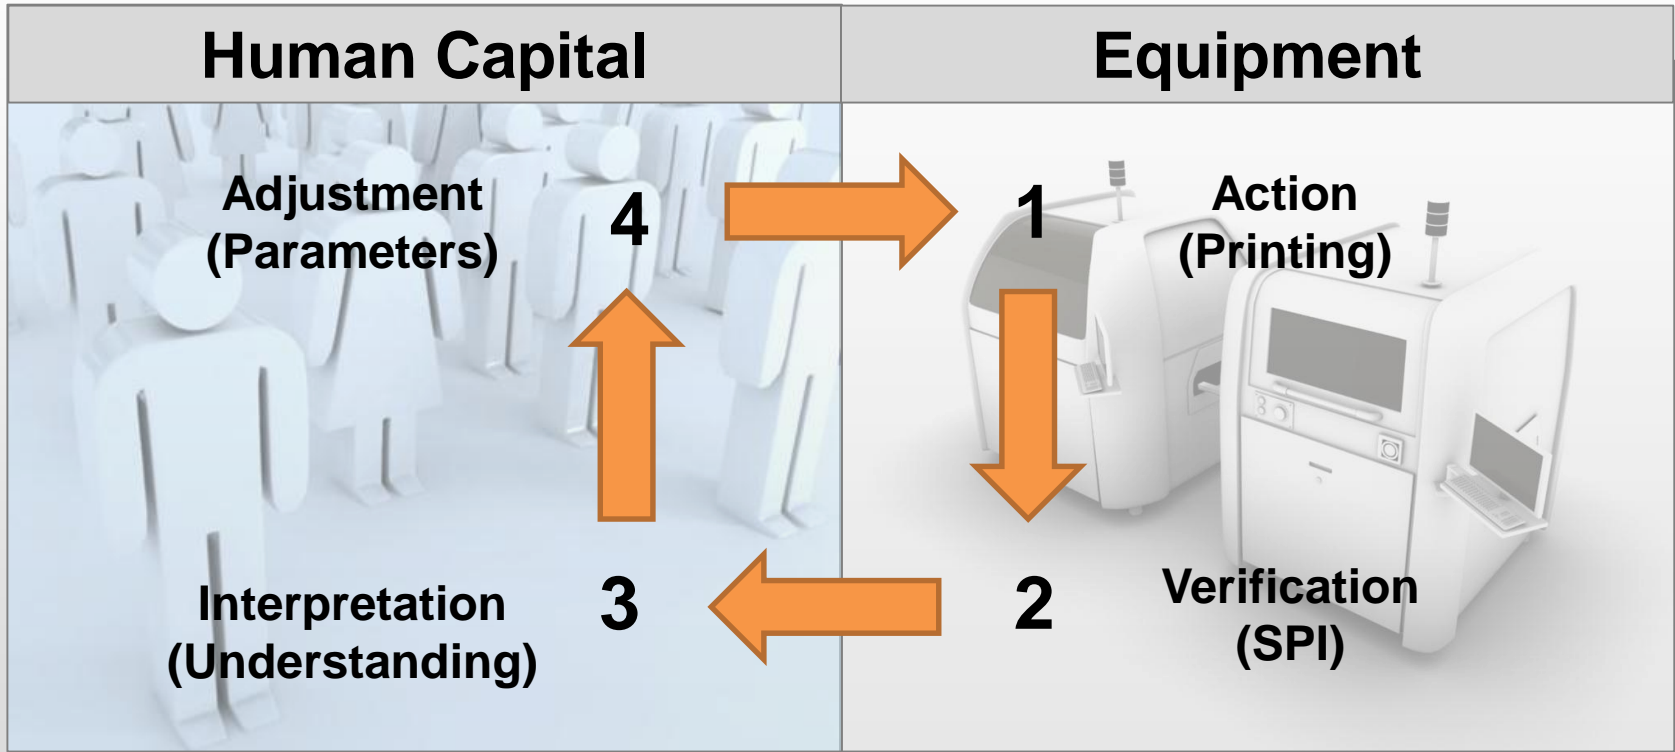 Human Capital
Equipment
Adjustment
(Parameters)
4
1
Action
(Printing)
Interpretation
(Understanding)
3
2
Verification
(SPI)